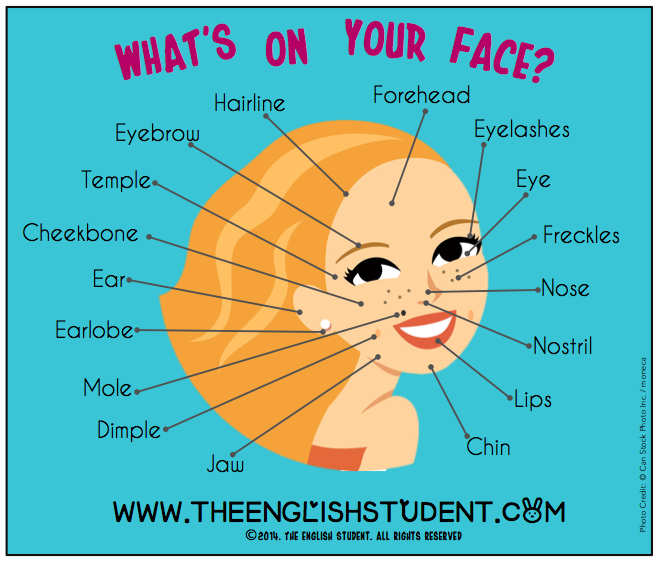 WHAT'S ON YOUR FACE?
Hairline
Forehead
Eyebrow
Eyelashes
Temple
Eye
Cheekbone
Freckles
Ear
Nose
Earlobe
Nostril
Mole
Lips
Dimple
Chin
Jaw
WWW.THEENGLISHSTUDENT.COM
©2014. THE ENGLISH STUDENT. ALL RIGHTS RESERVED
Photo Credit: © Can Stock Photo Inc. / moneca